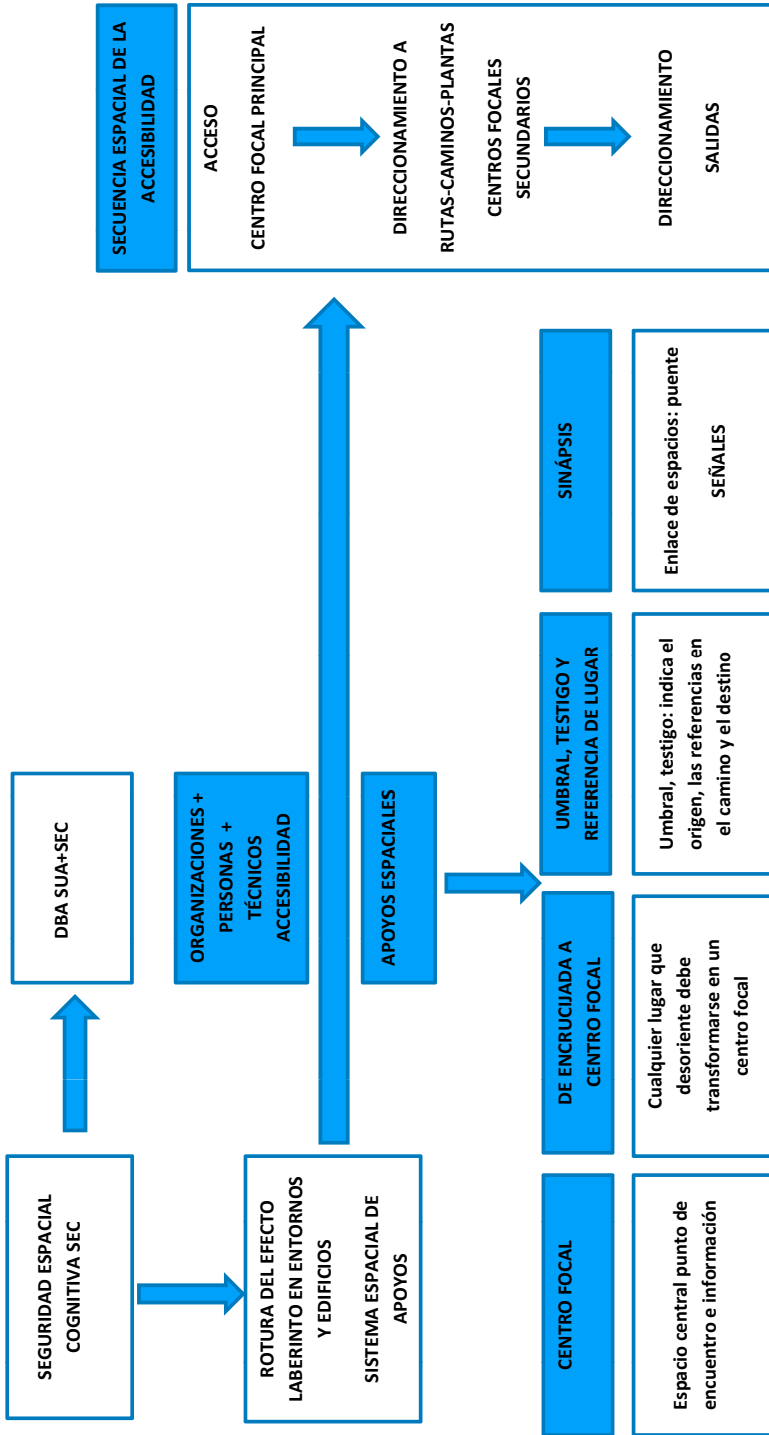 SEGURIDAD ESPACIAL
COGNITIVA SEC
DBA SUA+SEC
ROTURA DEL EFECTO
LABERINTO EN ENTORNOS
Y EDIFICIOS
SISTEMA ESPACIAL DE
APOYOS
ORGANIZACIONES +
PERSONAS +
TÉCNICOS
ACCESIBILIDAD
APOYOS ESPACIALES
SECUENCIA ESPACIAL DE LA
ACCESIBILIDAD
ACCESO
CENTRO FOCAL PRINCIPAL
DIRECCIONAMIENTO A
RUTAS-CAMINOS-PLANTAS
CENTROS FOCALES
SECUNDARIOS
DIRECCIONAMIENTO
SALIDAS
CENTRO FOCAL
Espacio central punto de
encuentro e información
DE ENCRUCIJADA A
CENTRO FOCAL
Cualquier lugar que
desoriente debe
transformarse en un
centro focal
UMBRAL, TESTIGO Y
REFERENCIA DE LUGAR
Umbral, testigo: indica el
origen, las referencias en
el camino y el destino
SINÁPSIS
Enlace de espacios: puente
SEÑALES